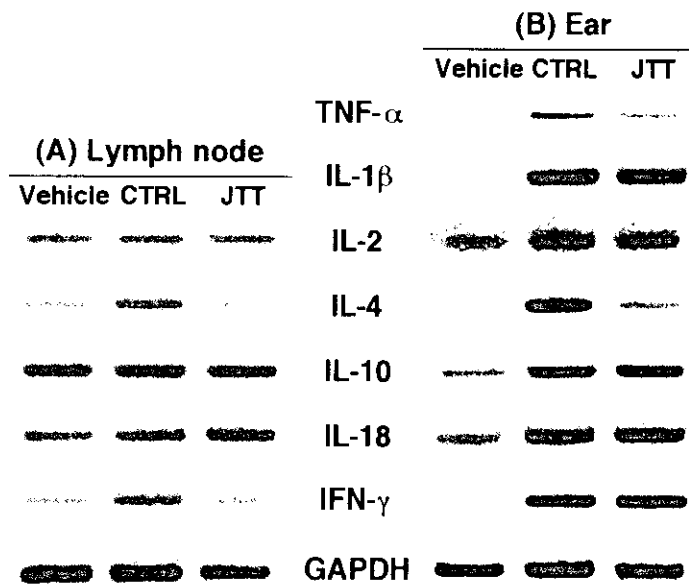 (B) Ear
Vehicle CTRL JTT
TNF-α
(A) Lymph node
IL-1β
Vehicle CTRL JTT
IL-2
IL-4
IL-10
IL-18
IFN-γ
GAPDH